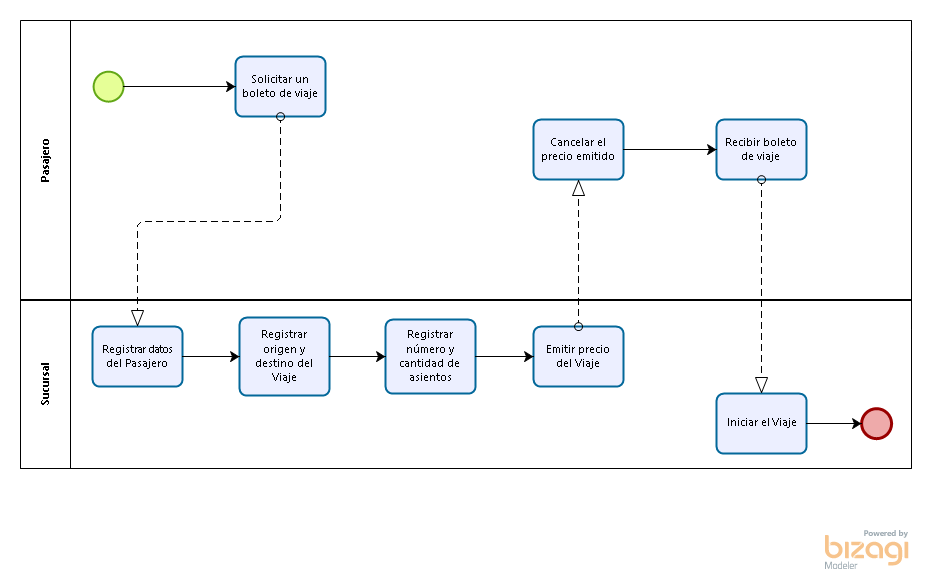 Pasajero
Solicitar un
boleto de viaje
Cancelar el
precio emitido
Recibir boleto
de viaje
Sucursal
Registrar datos
del Pasajero
Registrar
origen y
destino del
Viaje
Registrar
número y
cantidad de
asientos
Emitir precio
del Viaje
Iniciar el Viaje
Powered by
bizagi
Modeler